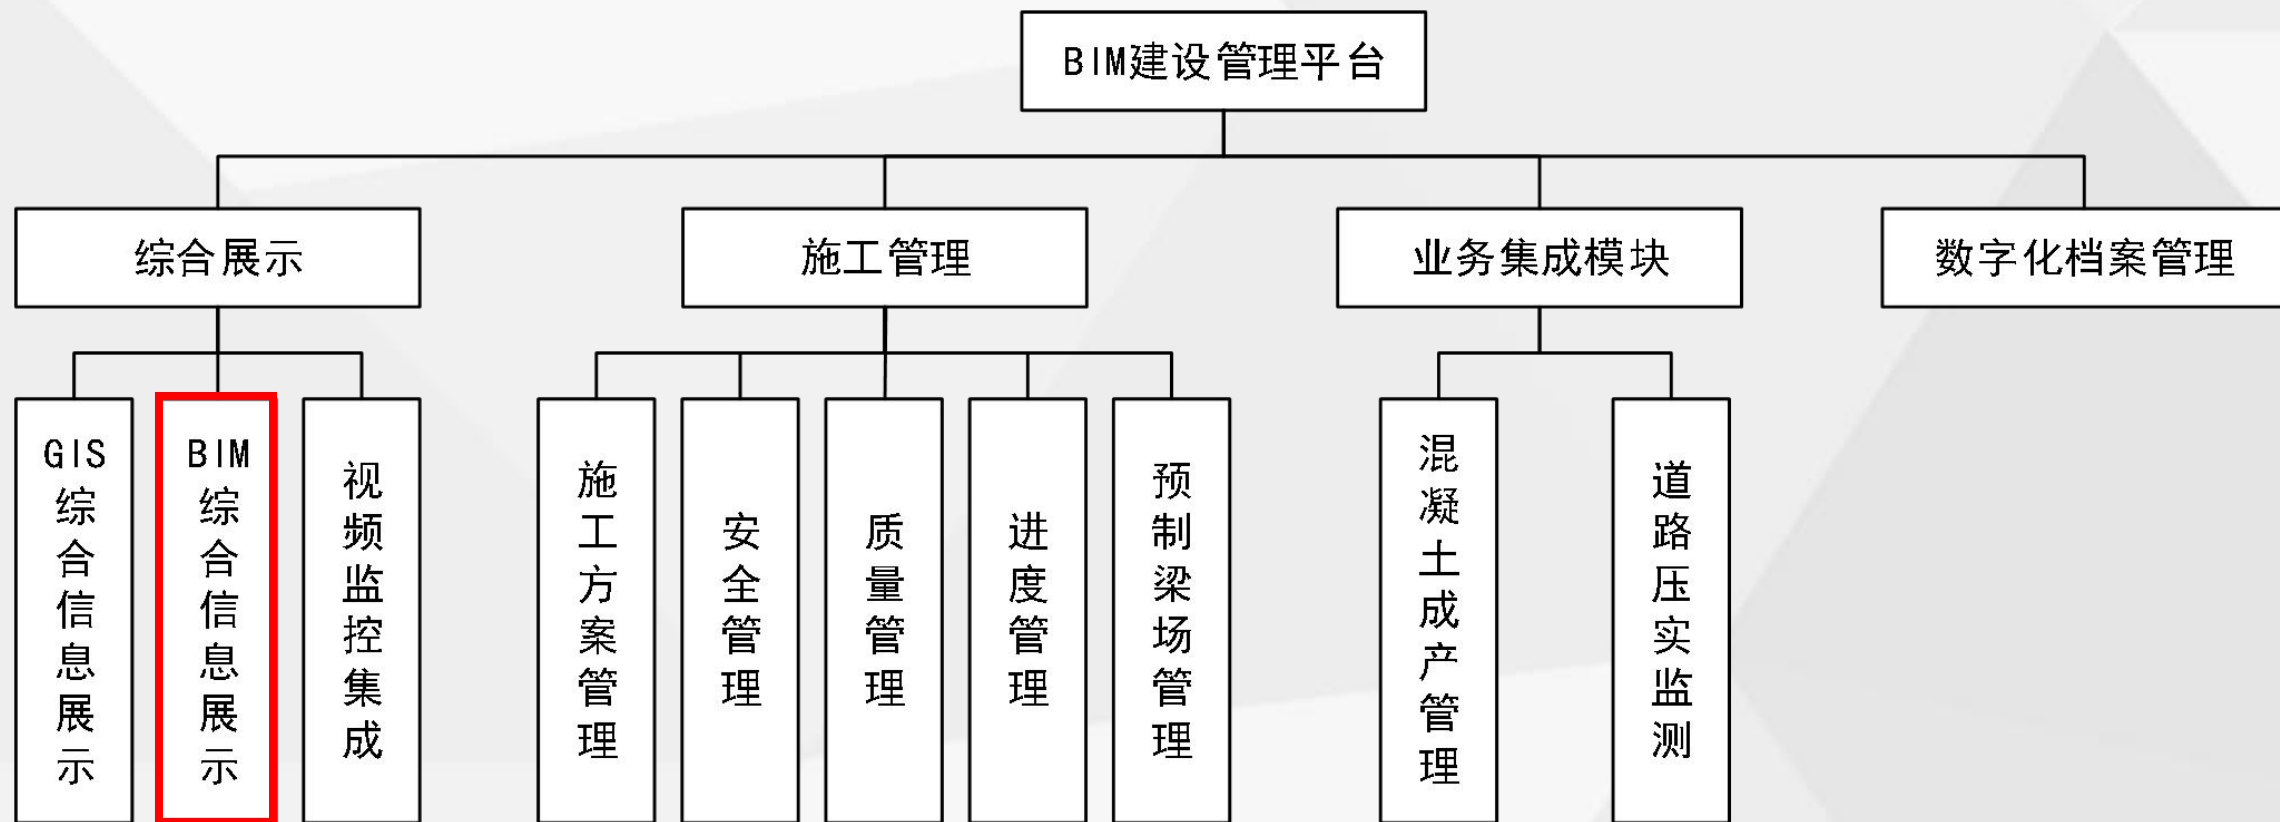 BIM建设管理平台
综合展示
施工管理
业务集成模块
数字化档案管理
GIS综合信息展示
BIM综合信息展示
视频监控集成
施工方案管理
安全管理
质量管理
进度管理
预制梁场管理
混凝土成产管理
道路压实监测